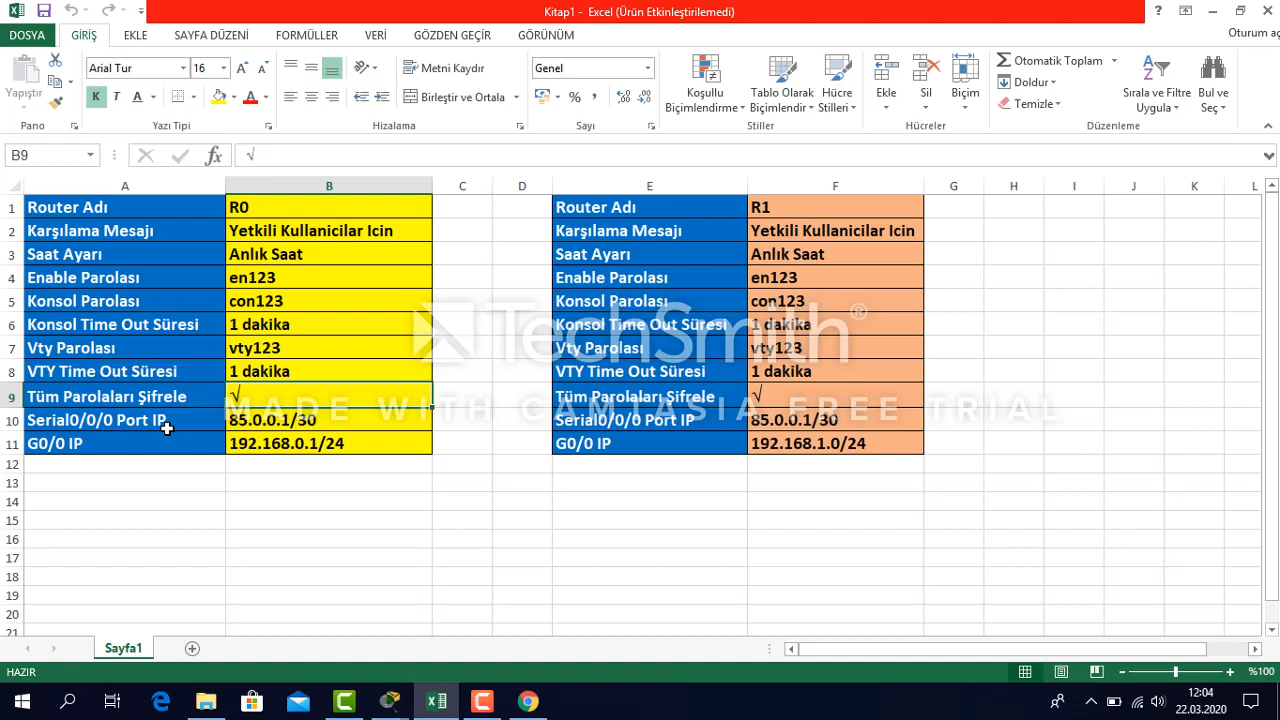 Kitap1 - Excel (Ürün Etkinleştirilemedi)
DOSYA GİRİŞ EKLE SAYFA DÜZENİ FORMÜLLER VERİ GÖZDEN GEÇİR GÖRÜNÜM Oturum aç
Yapıştır
Arial Tur 16
K T A
Metni Kaydır
Birleştir ve Ortala
Genel
Koşullu Biçimlendirme
Tablo Olarak Biçimlendir
Hücre Stilleri
Ekle Sil Biçim
Otomatik Toplam
Doldur
Temizle
Sırala ve Filtre Uygula
Bul ve Seç
Pano Yazı Tipi Hizalama Sayı Stiller Hücreler Düzenleme
B9 fx √
A B C D E F G H I J K L
1 Router Adı R0 Router Adı R1
2 Karşılama Mesajı Yetkili Kullanicilar Icin Karşılama Mesajı Yetkili Kullanicilar Icin
3 Saat Ayarı Anlık Saat Saat Ayarı Anlık Saat
4 Enable Parolası en123 Enable Parolası en123
5 Konsol Parolası con123 Konsol Parolası con123
6 Konsol Time Out Süresi 1 dakika Konsol Time Out Süresi 1 dakika
7 Vty Parolası vty123 Vty Parolası vty123
8 VTY Time Out Süresi 1 dakika VTY Time Out Süresi 1 dakika
9 Tüm Parolaları Şifrele √ Tüm Parolaları Şifrele √
10 Serial0/0/0 Port IP 85.0.0.1/30 Serial0/0/0 Port IP 85.0.0.1/30
11 G0/0 IP 192.168.0.1/24 G0/0 IP 192.168.1.0/24
12
13
14
15
16
17
18
19
20
21
TechSmith®
MADE WITH CAMTASIA FREE TRIAL
Sayfa1
HAZIR %100
12:04
22.03.2020